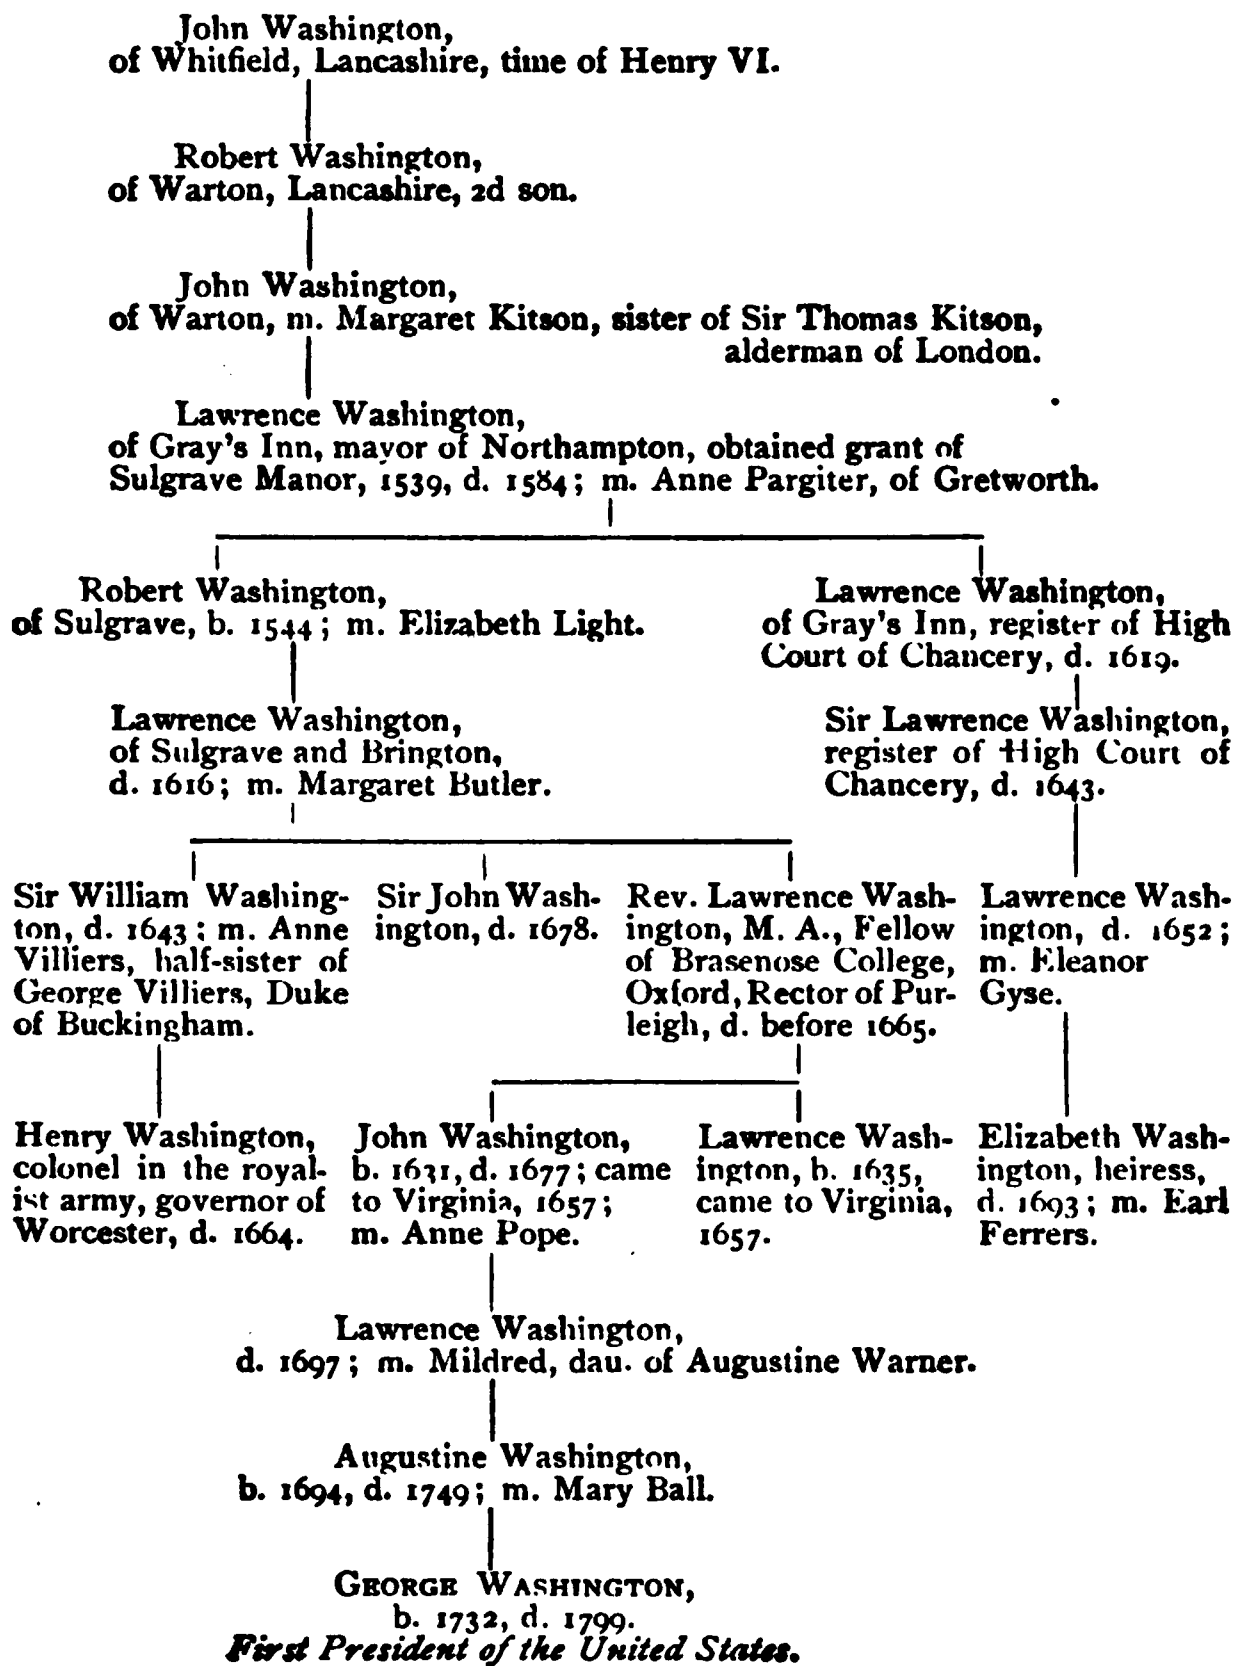 John Washington,
of Whitfield, Lancashire, time of Henry VI.
Robert Washington,
of Warton, Lancashire, 2d son.
John Washington,
of Warton, m. Margaret Kitson, sister of Sir Thomas Kitson,
alderman of London.
Lawrence Washington,
of Gray's Inn, mayor of Northampton, obtained grant of
Sulgrave Manor, 1539, d. 1584; m. Anne Pargiter, of Gretworth.
Robert Washington,
of Sulgrave, b. 1544; m. Elizabeth Light.
Lawrence Washington,
of Gray's Inn, register of High
Court of Chancery, d. 1619.
Lawrence Washington,
of Sulgrave and Brington,
d. 1616; m. Margaret Butler.
Sir Lawrence Washington,
register of High Court of
Chancery, d. 1643.
Sir William Washing-
ton, d. 1643; m. Anne
Villiers, half-sister of
George Villiers, Duke
of Buckingham.
Sir John Wash-
ington, d. 1678.
Rev. Lawrence Wash-
ington, M. A., Fellow
of Brasenose College,
Oxford, Rector of Pur-
leigh, d. before 1665.
Lawrence Wash-
ington, d. 1652;
m. Eleanor
Gyse.
Henry Washington,
colonel in the royal-
ist army, governor of
Worcester, d. 1664.
John Washington,
b. 1631, d. 1677; came
to Virginia, 1657;
m. Anne Pope.
Lawrence Wash-
ington, b. 1635,
came to Virginia,
1657.
Elizabeth Wash-
ington, heiress,
d. 1693; m. Earl
Ferrers.
Lawrence Washington,
d. 1697; m. Mildred, dau. of Augustine Warner.
Augustine Washington,
b. 1694, d. 1749; m. Mary Ball.
GEORGE WASHINGTON,
b. 1732, d. 1799.
First President of the United States.